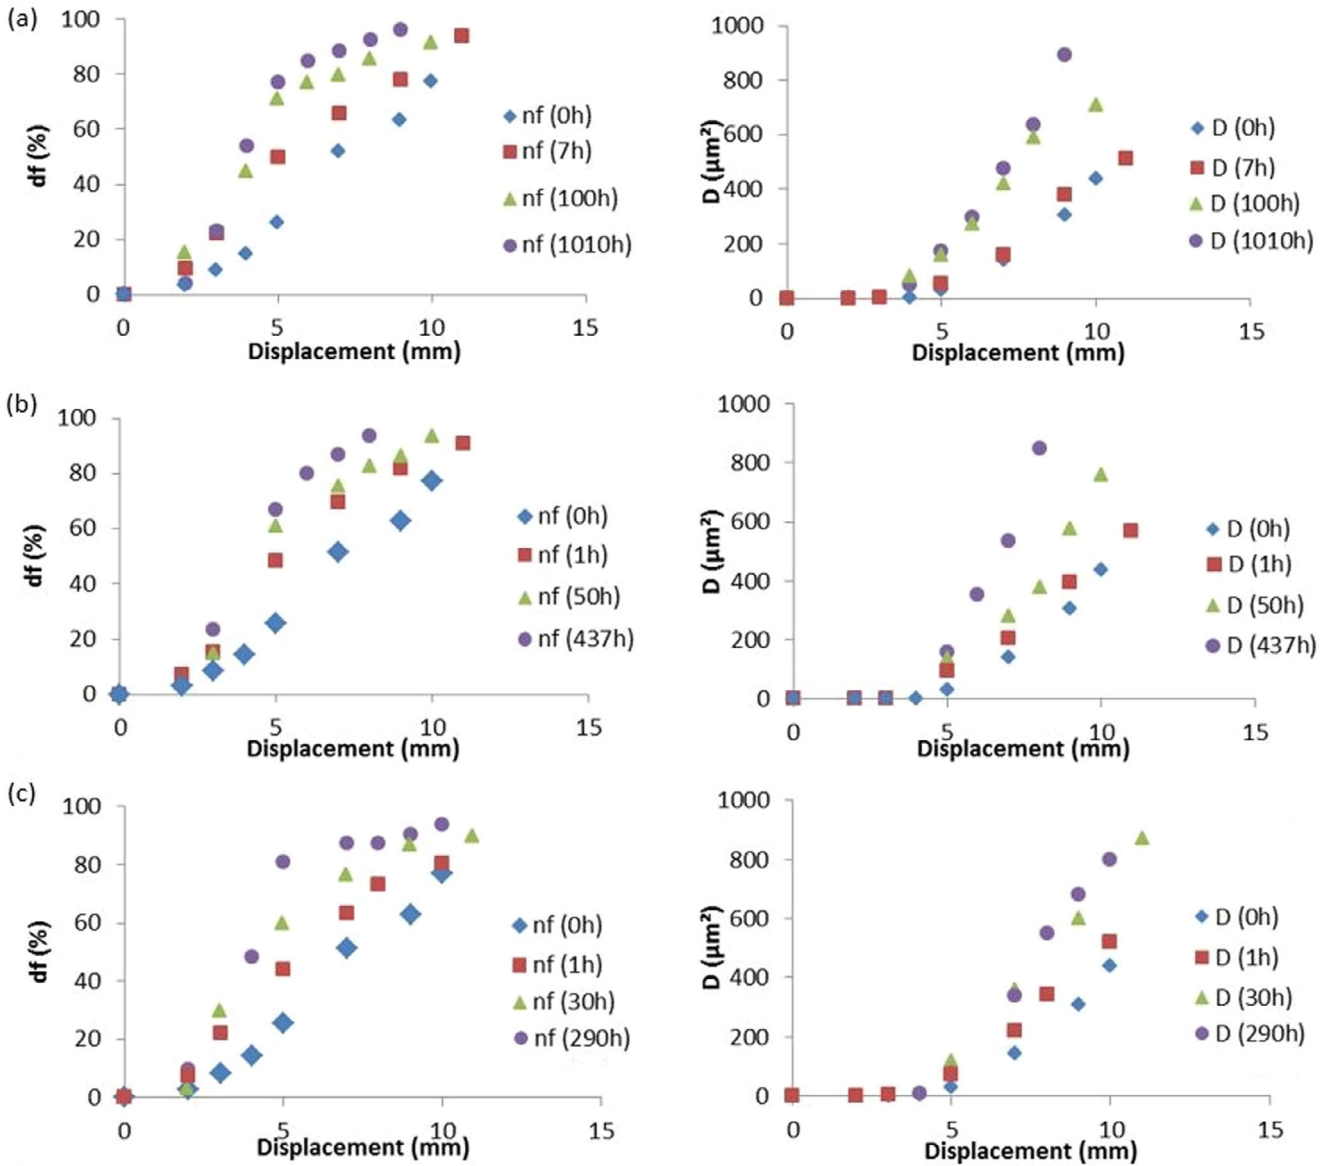 (a)
100
80
60
40
20
0
df (%)
0 5 10 15
Displacement (mm)
nf (0h)
nf (7h)
nf (100h)
nf (1010h)
1000
800
600
400
200
0
D (µm²)
0 5 10 15
Displacement (mm)
D (0h)
D (7h)
D (100h)
D (1010h)
(b)
100
80
60
40
20
0
df (%)
0 5 10 15
Displacement (mm)
nf (0h)
nf (1h)
nf (50h)
nf (437h)
1000
800
600
400
200
0
D (µm²)
0 5 10 15
Displacement (mm)
D (0h)
D (1h)
D (50h)
D (437h)
(c)
100
80
60
40
20
0
df (%)
0 5 10 15
Displacement (mm)
nf (0h)
nf (1h)
nf (30h)
nf (290h)
1000
800
600
400
200
0
D (µm²)
0 5 10 15
Displacement (mm)
D (0h)
D (1h)
D (30h)
D (290h)